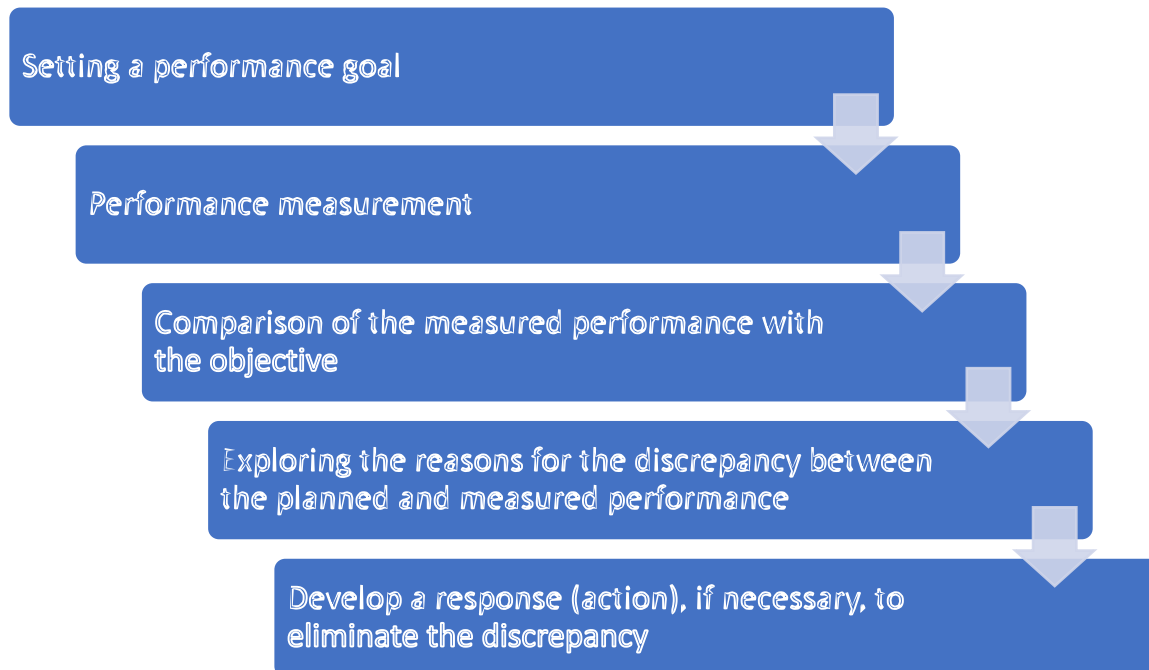 Setting a performance goal
Performance measurement
Comparison of the measured performance with
the objective
Exploring the reasons for the discrepancy between
the planned and measured performance
Develop a response (action), if necessary, to
eliminate the discrepancy